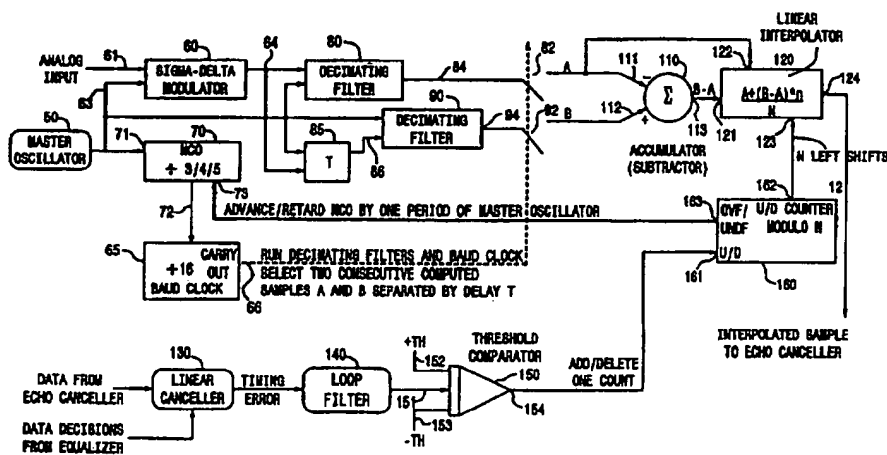 LINEAR
INTERPOLATOR
120
61
60
64
80
82
A
111
110
122
124
ANALOG
INPUT
SIGMA-DELTA
MODULATOR
DECIMATING
FILTER
84
Σ
B-A
A+(B-A)*n
N
63
90
94
B
112
113
121
123
50
MASTER
OSCILLATOR
71
70
NCO
÷ 3/4/5
73
85
T
86
DECIMATING
FILTER
92
ACCUMULATOR
(SUBTRACTOR)
N LEFT SHIFTS
162
12
72
ADVANCE/RETARD NCO BY ONE PERIOD OF MASTER OSCILLATOR
163
OVF/
UNDF
U/D COUNTER
MODULO N
U/D
161
160
65
CARRY
OUT
÷16
BAUD CLOCK
66
RUN DECIMATING FILTERS AND BAUD CLOCK
SELECT TWO CONSECUTIVE COMPUTED
SAMPLES A AND B SEPARATED BY DELAY T
INTERPOLATED SAMPLE
TO ECHO CANCELLER
+TH
152
THRESHOLD
COMPARATOR
150
ADD/DELETE
ONE COUNT
DATA FROM
ECHO CANCELLER
130
LINEAR
CANCELLER
TIMING
ERROR
140
LOOP
FILTER
151
154
153
-TH
DATA DECISIONS
FROM EQUALIZER